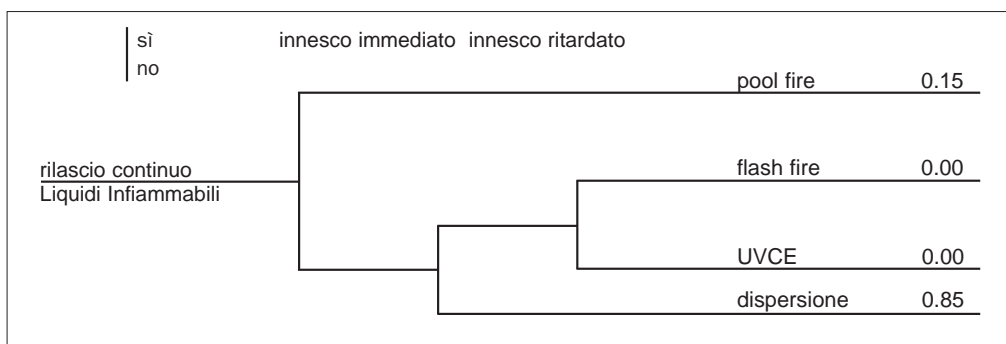 sì
no
innesco immediato innesco ritardato
pool fire 0.15
rilascio continuo
Liquidi Infiammabili
flash fire 0.00
UVCE 0.00
dispersione 0.85